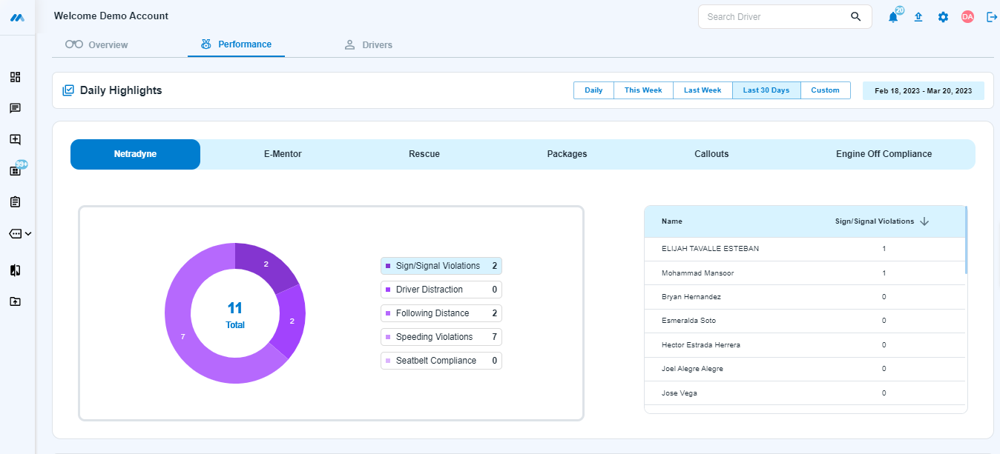 Welcome Demo Account
Search Driver
20
DA
Overview
Performance
Drivers
Daily Highlights
Daily
This Week
Last Week
Last 30 Days
Custom
Feb 18, 2023 - Mar 20, 2023
99+
Netradyne
E-Mentor
Rescue
Packages
Callouts
Engine Off Compliance
2
2
7
11
Total
Sign/Signal Violations 2
Driver Distraction 0
Following Distance 2
Speeding Violations 7
Seatbelt Compliance 0
Name Sign/Signal Violations
ELIJAH TAVALLE ESTEBAN 1
Mohammad Mansoor 1
Bryan Hernandez 0
Esmeralda Soto 0
Hector Estrada Herrera 0
Joel Alegre Alegre 0
Jose Vega 0